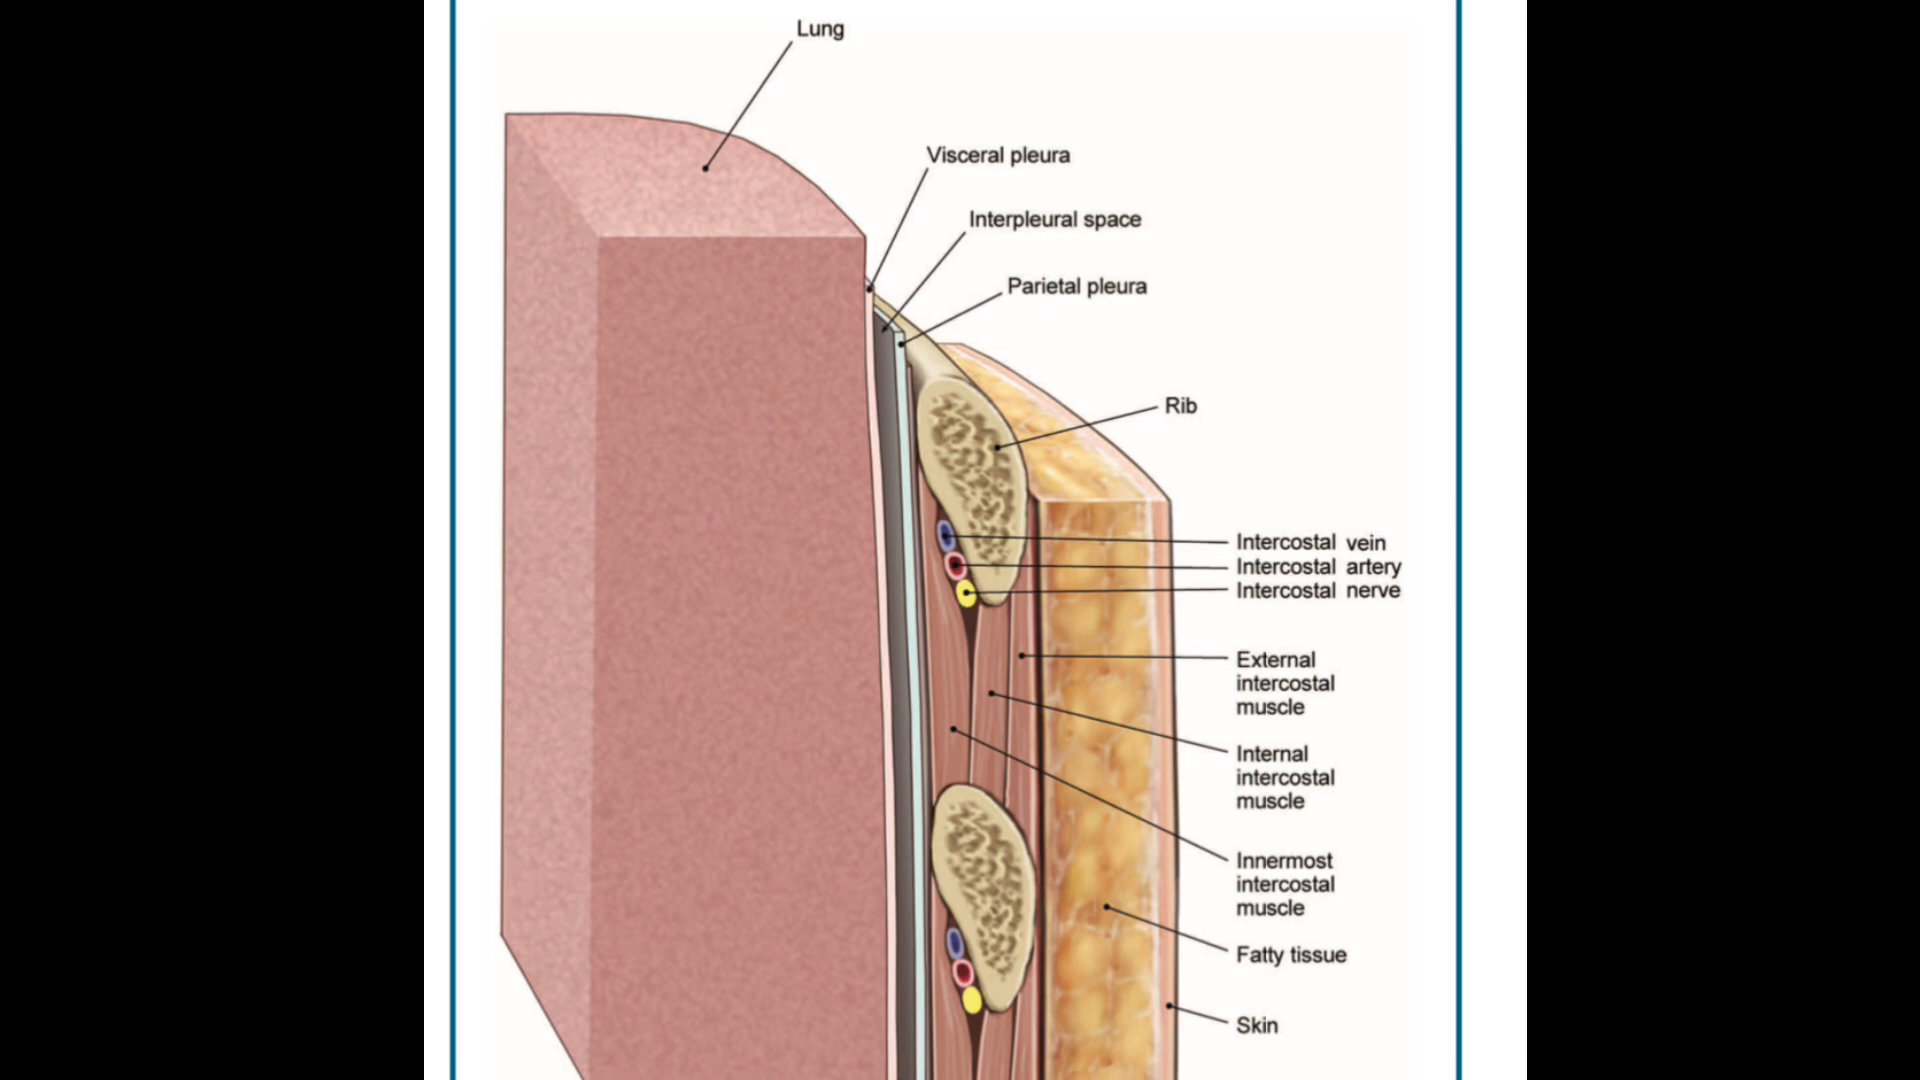 Lung
Visceral pleura
Interpleural space
Parietal pleura
Rib
Intercostal vein
Intercostal artery
Intercostal nerve
External
intercostal
muscle
Internal
intercostal
muscle
Innermost
intercostal
muscle
Fatty tissue
Skin